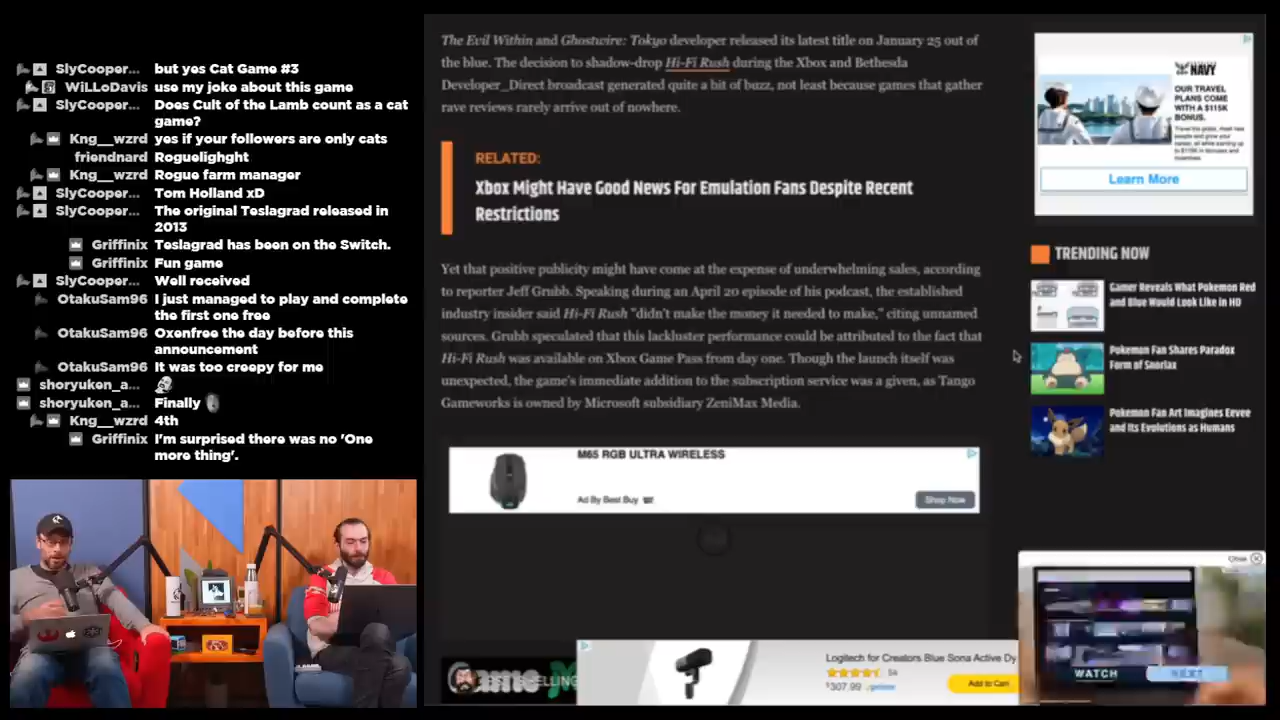 SlyCooper... but yes Cat Game #3
WiLLoDavis use my joke about this game
SlyCooper... Does Cult of the Lamb count as a cat
game?
Kng__wzrd yes if your followers are only cats
friendnard Roguelighght
Kng__wzrd Rogue farm manager
SlyCooper... Tom Holland xD
SlyCooper... The original Teslagrad released in
2013
Griffinix Teslagrad has been on the Switch.
Griffinix Fun game
SlyCooper... Well received
OtakuSam96 I just managed to play and complete
the first one free
OtakuSam96 Oxenfree the day before this
announcement
OtakuSam96 It was too creepy for me
shoryuken_a...
shoryuken_a... Finally
Kng__wzrd 4th
Griffinix I'm surprised there was no 'One
more thing'.
The Evil Within and Ghostwire: Tokyo developer released its latest title on January 25 out of
the blue. The decision to shadow-drop Hi-Fi Rush during the Xbox and Bethesda
Developer_Direct broadcast generated quite a bit of buzz, not least because games that gather
rave reviews rarely arrive out of nowhere.
RELATED:
Xbox Might Have Good News For Emulation Fans Despite Recent
Restrictions
Yet that positive publicity might have come at the expense of underwhelming sales, according
to reporter Jeff Grubb. Speaking during an April 20 episode of his podcast, the established
industry insider said Hi-Fi Rush "didn't make the money it needed to make," citing unnamed
sources. Grubb speculated that this lackluster performance could be attributed to the fact that
Hi-Fi Rush was available on Xbox Game Pass from day one. Though the launch itself was
unexpected, the game's immediate addition to the subscription service was a given, as Tango
Gameworks is owned by Microsoft subsidiary ZeniMax Media.
M65 RGB ULTRA WIRELESS
Ad By Best Buy
Shop Now
Logitech for Creators Blue Sona Active Dy
54
$307.99 prime
Add to Cart
NAVY
OUR TRAVEL
PLANS COME
WITH A $115K
BONUS.
Learn More
TRENDING NOW
Gamer Reveals What Pokemon Red
and Blue Would Look Like in HD
Pokemon Fan Shares Paradox
Form of Snorlax
Pokemon Fan Art Imagines Eevee
and Its Evolutions as Humans
Close
WATCH